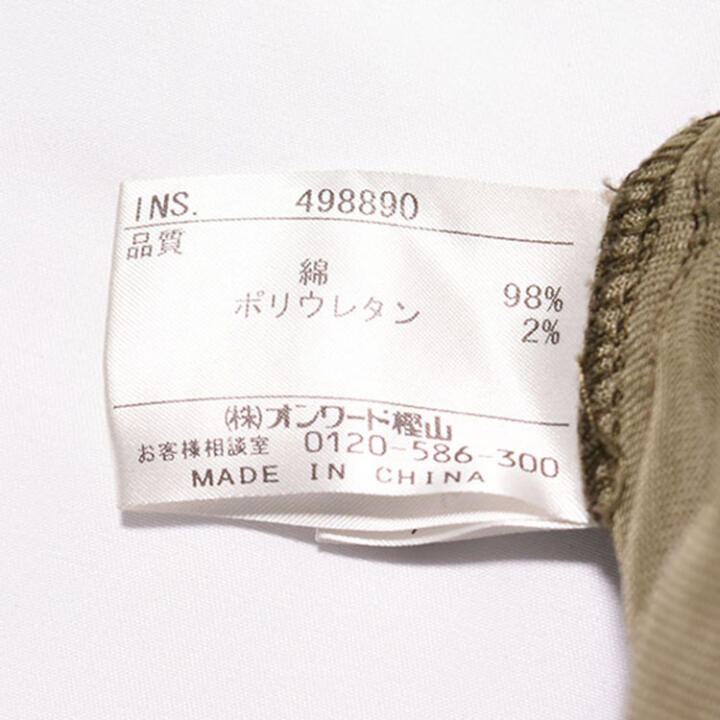 INS. 498890
品質
綿 98%
ポリウレタン 2%
(株)オンワード樫山
お客様相談室 0120-586-300
MADE IN CHINA